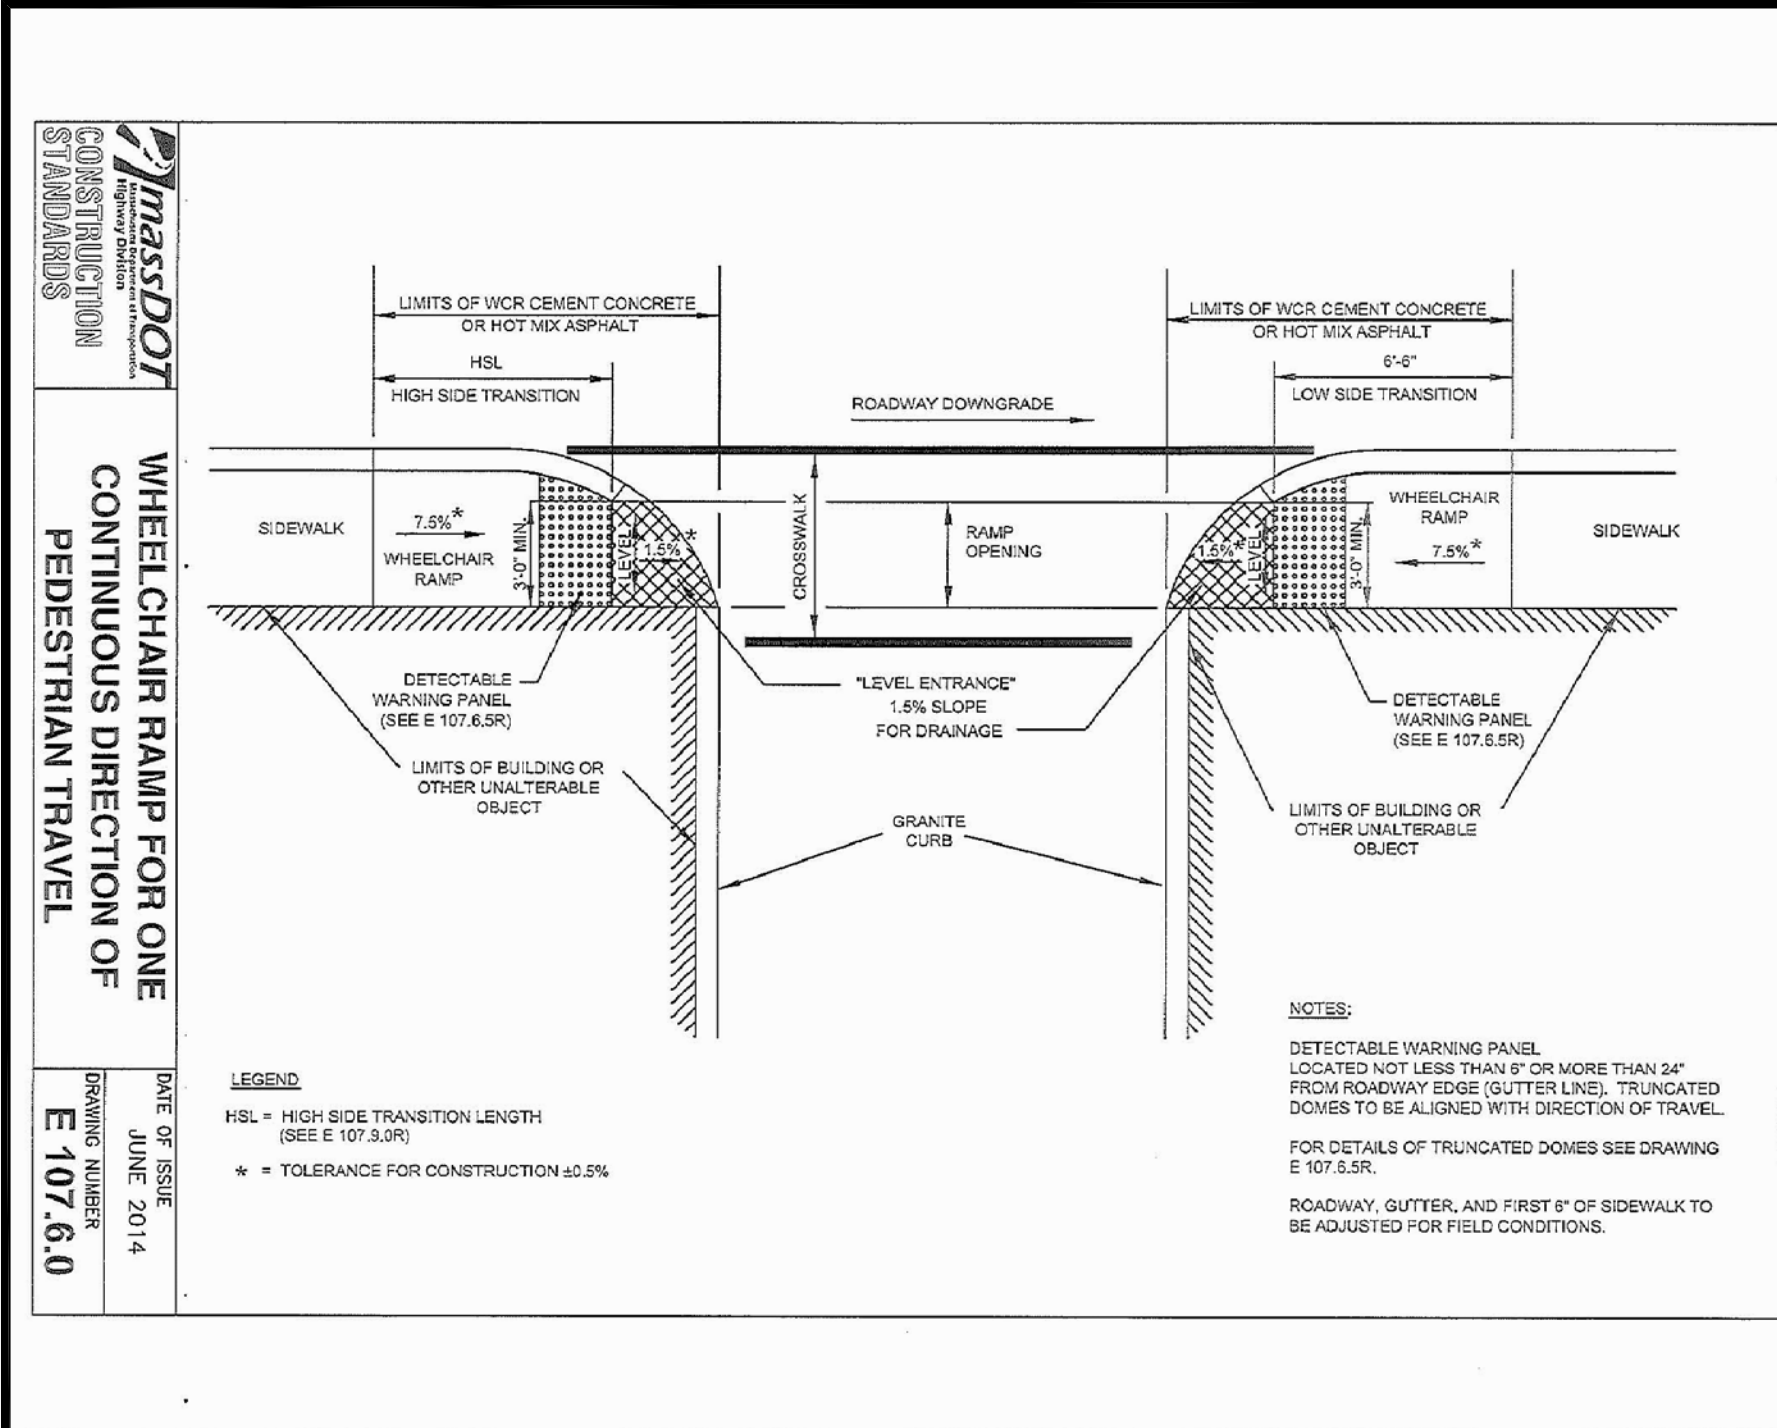 massDOT
Massachusetts Department of Transportation
Highway Division
CONSTRUCTION
STANDARDS
WHEELCHAIR RAMP FOR ONE
CONTINUOUS DIRECTION OF
PEDESTRIAN TRAVEL
DATE OF ISSUE
JUNE 2014
DRAWING NUMBER
E 107.6.0
LIMITS OF WCR CEMENT CONCRETE
OR HOT MIX ASPHALT
HSL
HIGH SIDE TRANSITION
ROADWAY DOWNGRADE
LIMITS OF WCR CEMENT CONCRETE
OR HOT MIX ASPHALT
6'-6"
LOW SIDE TRANSITION
SIDEWALK
7.5%*
WHEELCHAIR
RAMP
3'-0" MIN.
LEVEL
1.5%*
CROSSWALK
RAMP
OPENING
1.5%*
LEVEL
3'-0" MIN.
WHEELCHAIR
RAMP
7.5%*
SIDEWALK
DETECTABLE
WARNING PANEL
(SEE E 107.6.5R)
"LEVEL ENTRANCE"
1.5% SLOPE
FOR DRAINAGE
DETECTABLE
WARNING PANEL
(SEE E 107.6.5R)
LIMITS OF BUILDING OR
OTHER UNALTERABLE
OBJECT
GRANITE
CURB
LIMITS OF BUILDING OR
OTHER UNALTERABLE
OBJECT
LEGEND
HSL = HIGH SIDE TRANSITION LENGTH
(SEE E 107.9.0R)
* = TOLERANCE FOR CONSTRUCTION ±0.5%
NOTES:
DETECTABLE WARNING PANEL
LOCATED NOT LESS THAN 6" OR MORE THAN 24"
FROM ROADWAY EDGE (GUTTER LINE). TRUNCATED
DOMES TO BE ALIGNED WITH DIRECTION OF TRAVEL.
FOR DETAILS OF TRUNCATED DOMES SEE DRAWING
E 107.6.5R.
ROADWAY, GUTTER, AND FIRST 6" OF SIDEWALK TO
BE ADJUSTED FOR FIELD CONDITIONS.